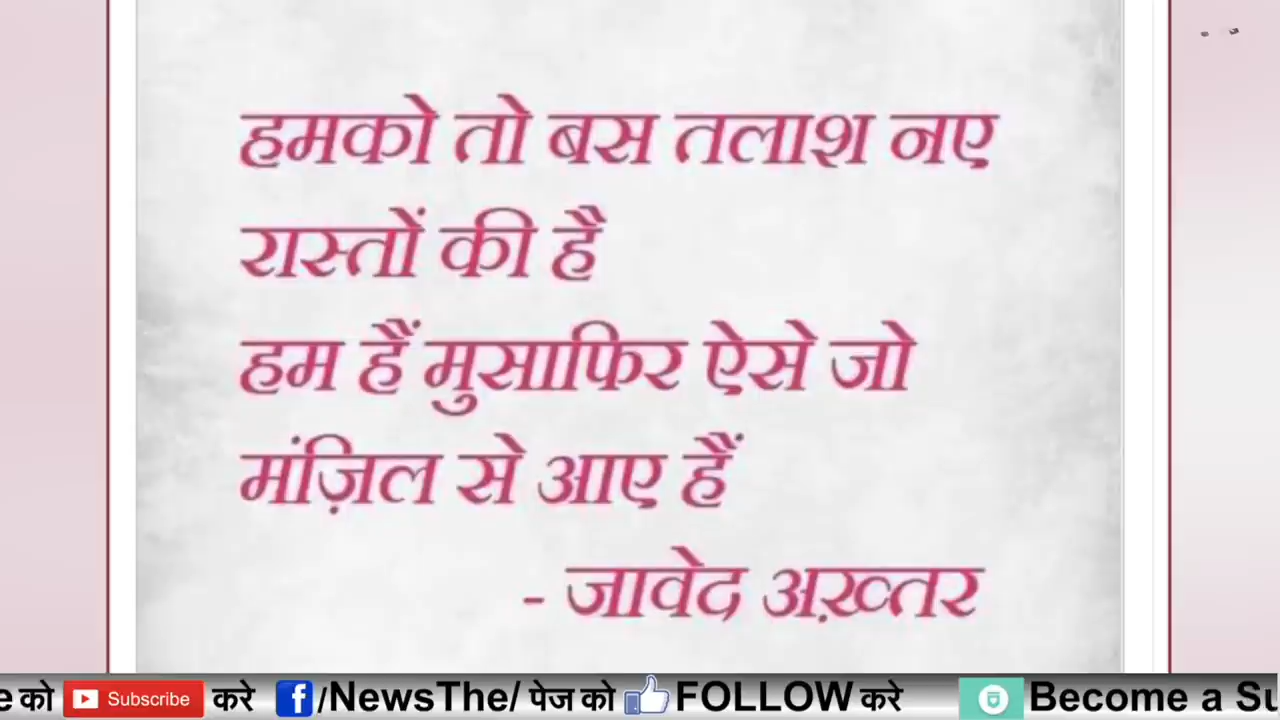 हमको तो बस तलाश नए
रास्तों की है
हम हैं मुसाफिर ऐसे जो
मंज़िल से आए हैं
- जावेद अख़्तर
e को Subscribe करे f/NewsThe/ पेज को FOLLOW करे Become a Su